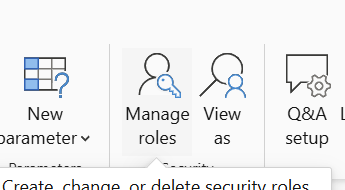 New
parameter
Manage
roles
View
as
Q&A
setup
Create, change, or delete security roles